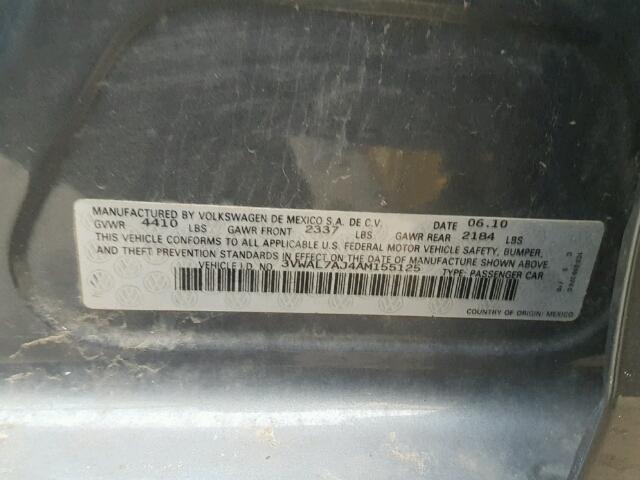 MANUFACTURED BY VOLKSWAGEN DE MEXICO S.A. DE C.V. DATE 06.10
GVWR 4410 LBS GAWR FRONT 2337 LBS GAWR REAR 2184 LBS
THIS VEHICLE CONFORMS TO ALL APPLICABLE U.S. FEDERAL MOTOR VEHICLE SAFETY, BUMPER,
AND THEFT PREVENTION STANDARDS IN EFFECT ON THE DATE OF MANUFACTURE SHOWN ABOVE
VEHICLE I.D. NO. 3VWAL7AJ4AM155125 TYPE: PASSENGER CAR
COUNTRY OF ORIGIN: MEXICO